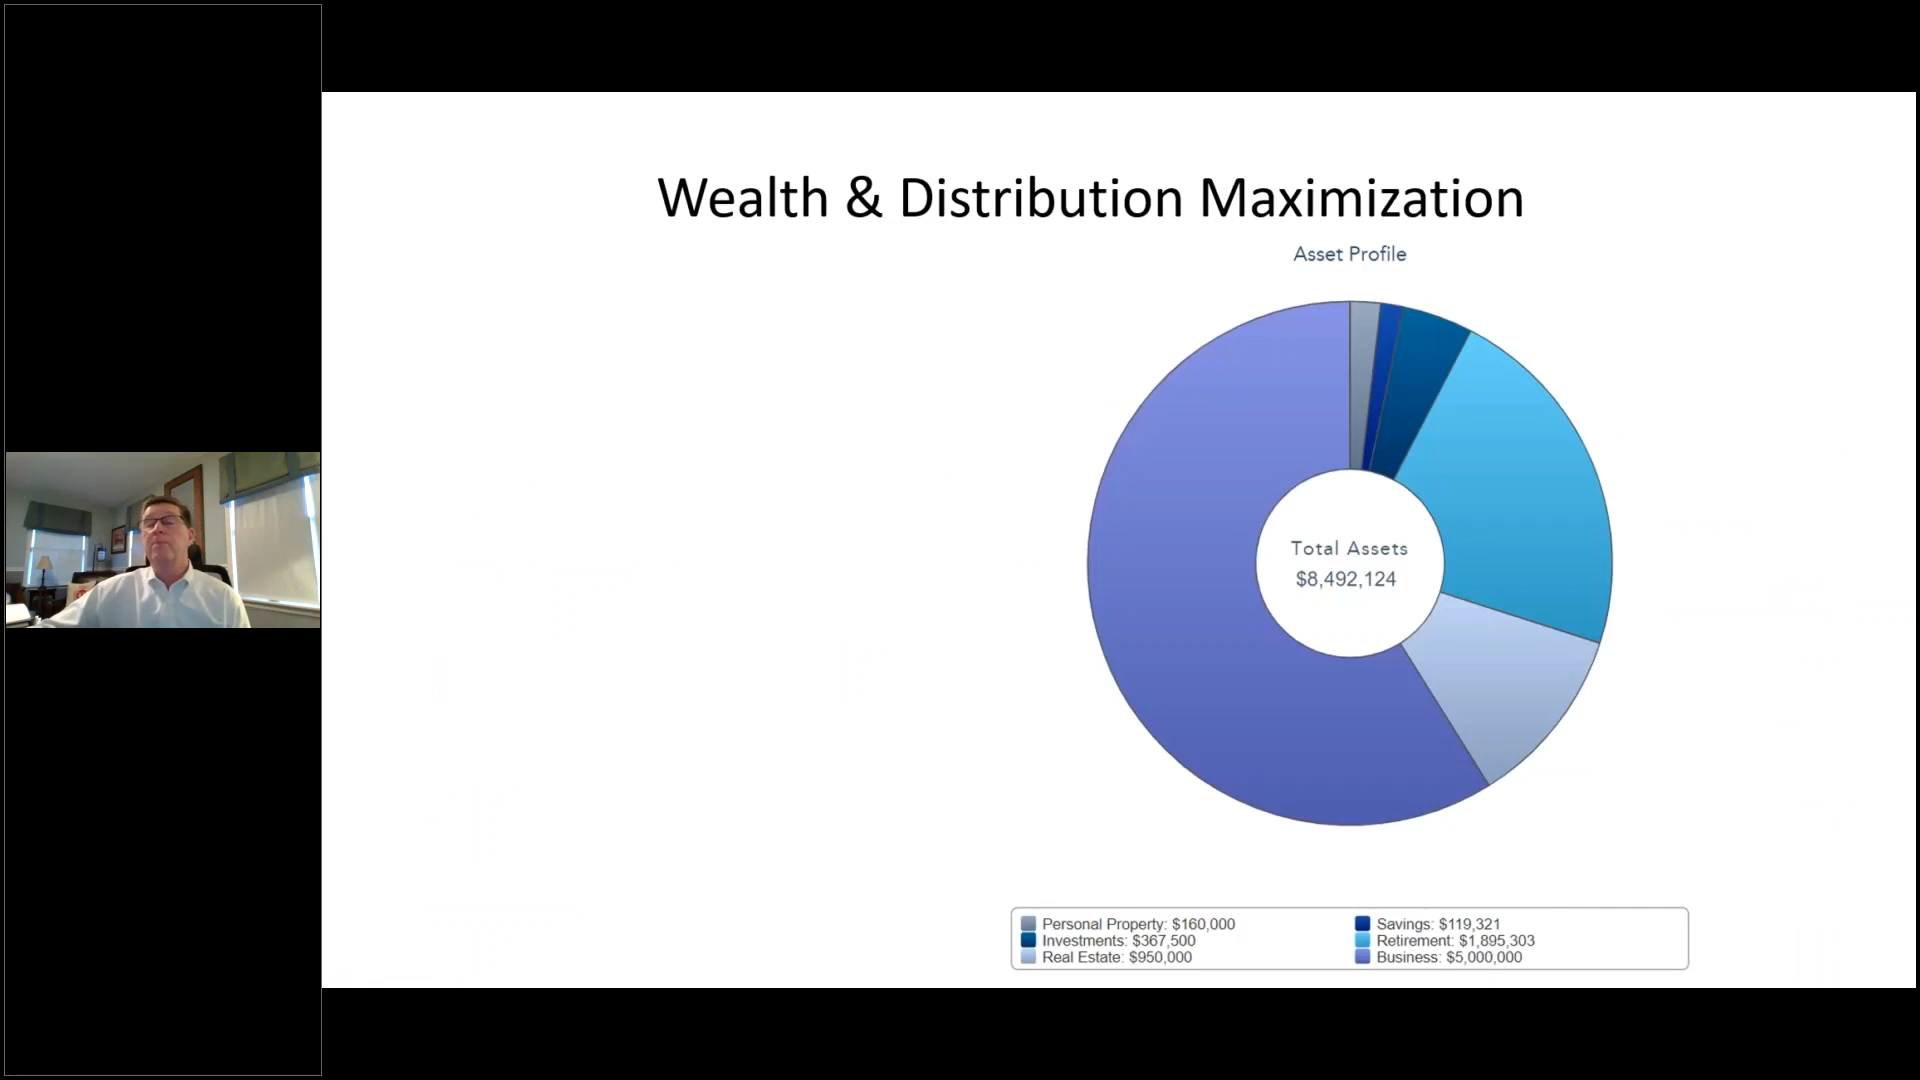 Wealth & Distribution Maximization
Asset Profile
Total Assets
$8,492,124
Personal Property: $160,000
Savings: $119,321
Investments: $367,500
Retirement: $1,895,303
Real Estate: $950,000
Business: $5,000,000